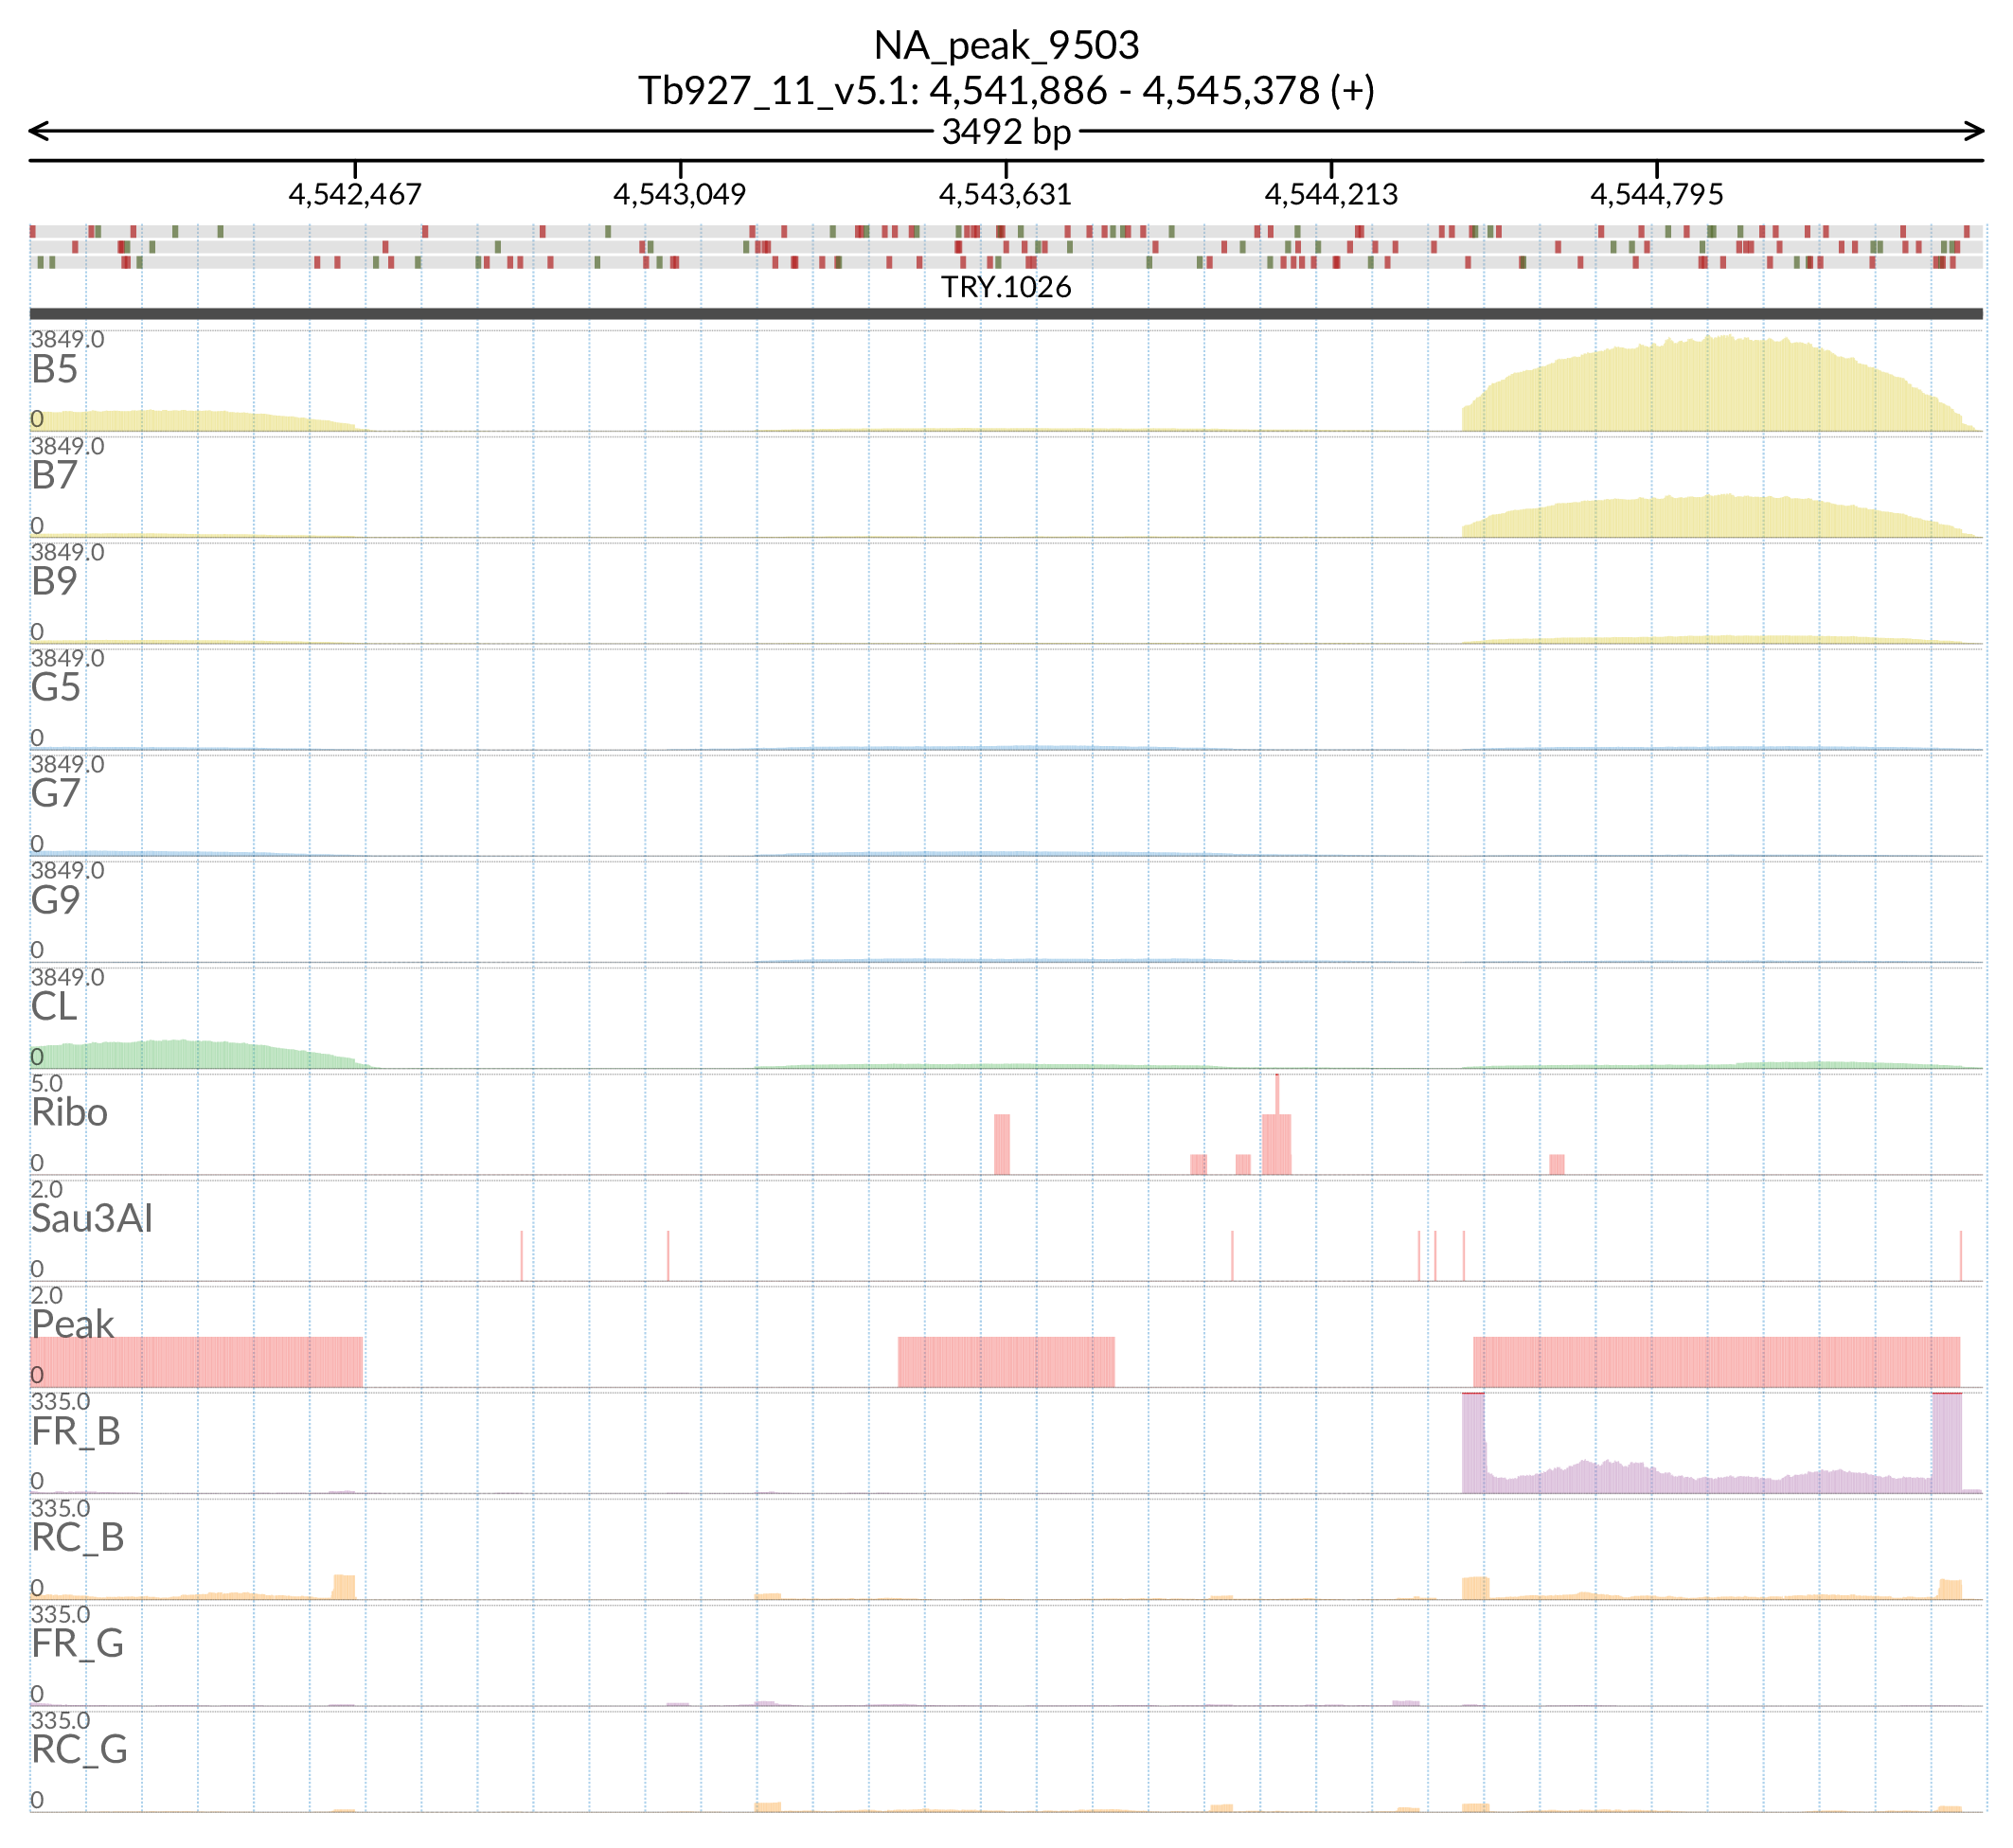 NA_peak_9503
Tb927_11_v5.1: 4,541,886 - 4,545,378 (+)
3492 bp
4,542,467 4,543,049 4,543,631 4,544,213 4,544,795
TRY.1026
3849.0
B5
0
3849.0
B7
0
3849.0
B9
0
3849.0
G5
0
3849.0
G7
0
3849.0
G9
0
3849.0
CL
0
5.0
Ribo
0
2.0
Sau3AI
0
2.0
Peak
0
335.0
FR_B
0
335.0
RC_B
0
335.0
FR_G
0
335.0
RC_G
0